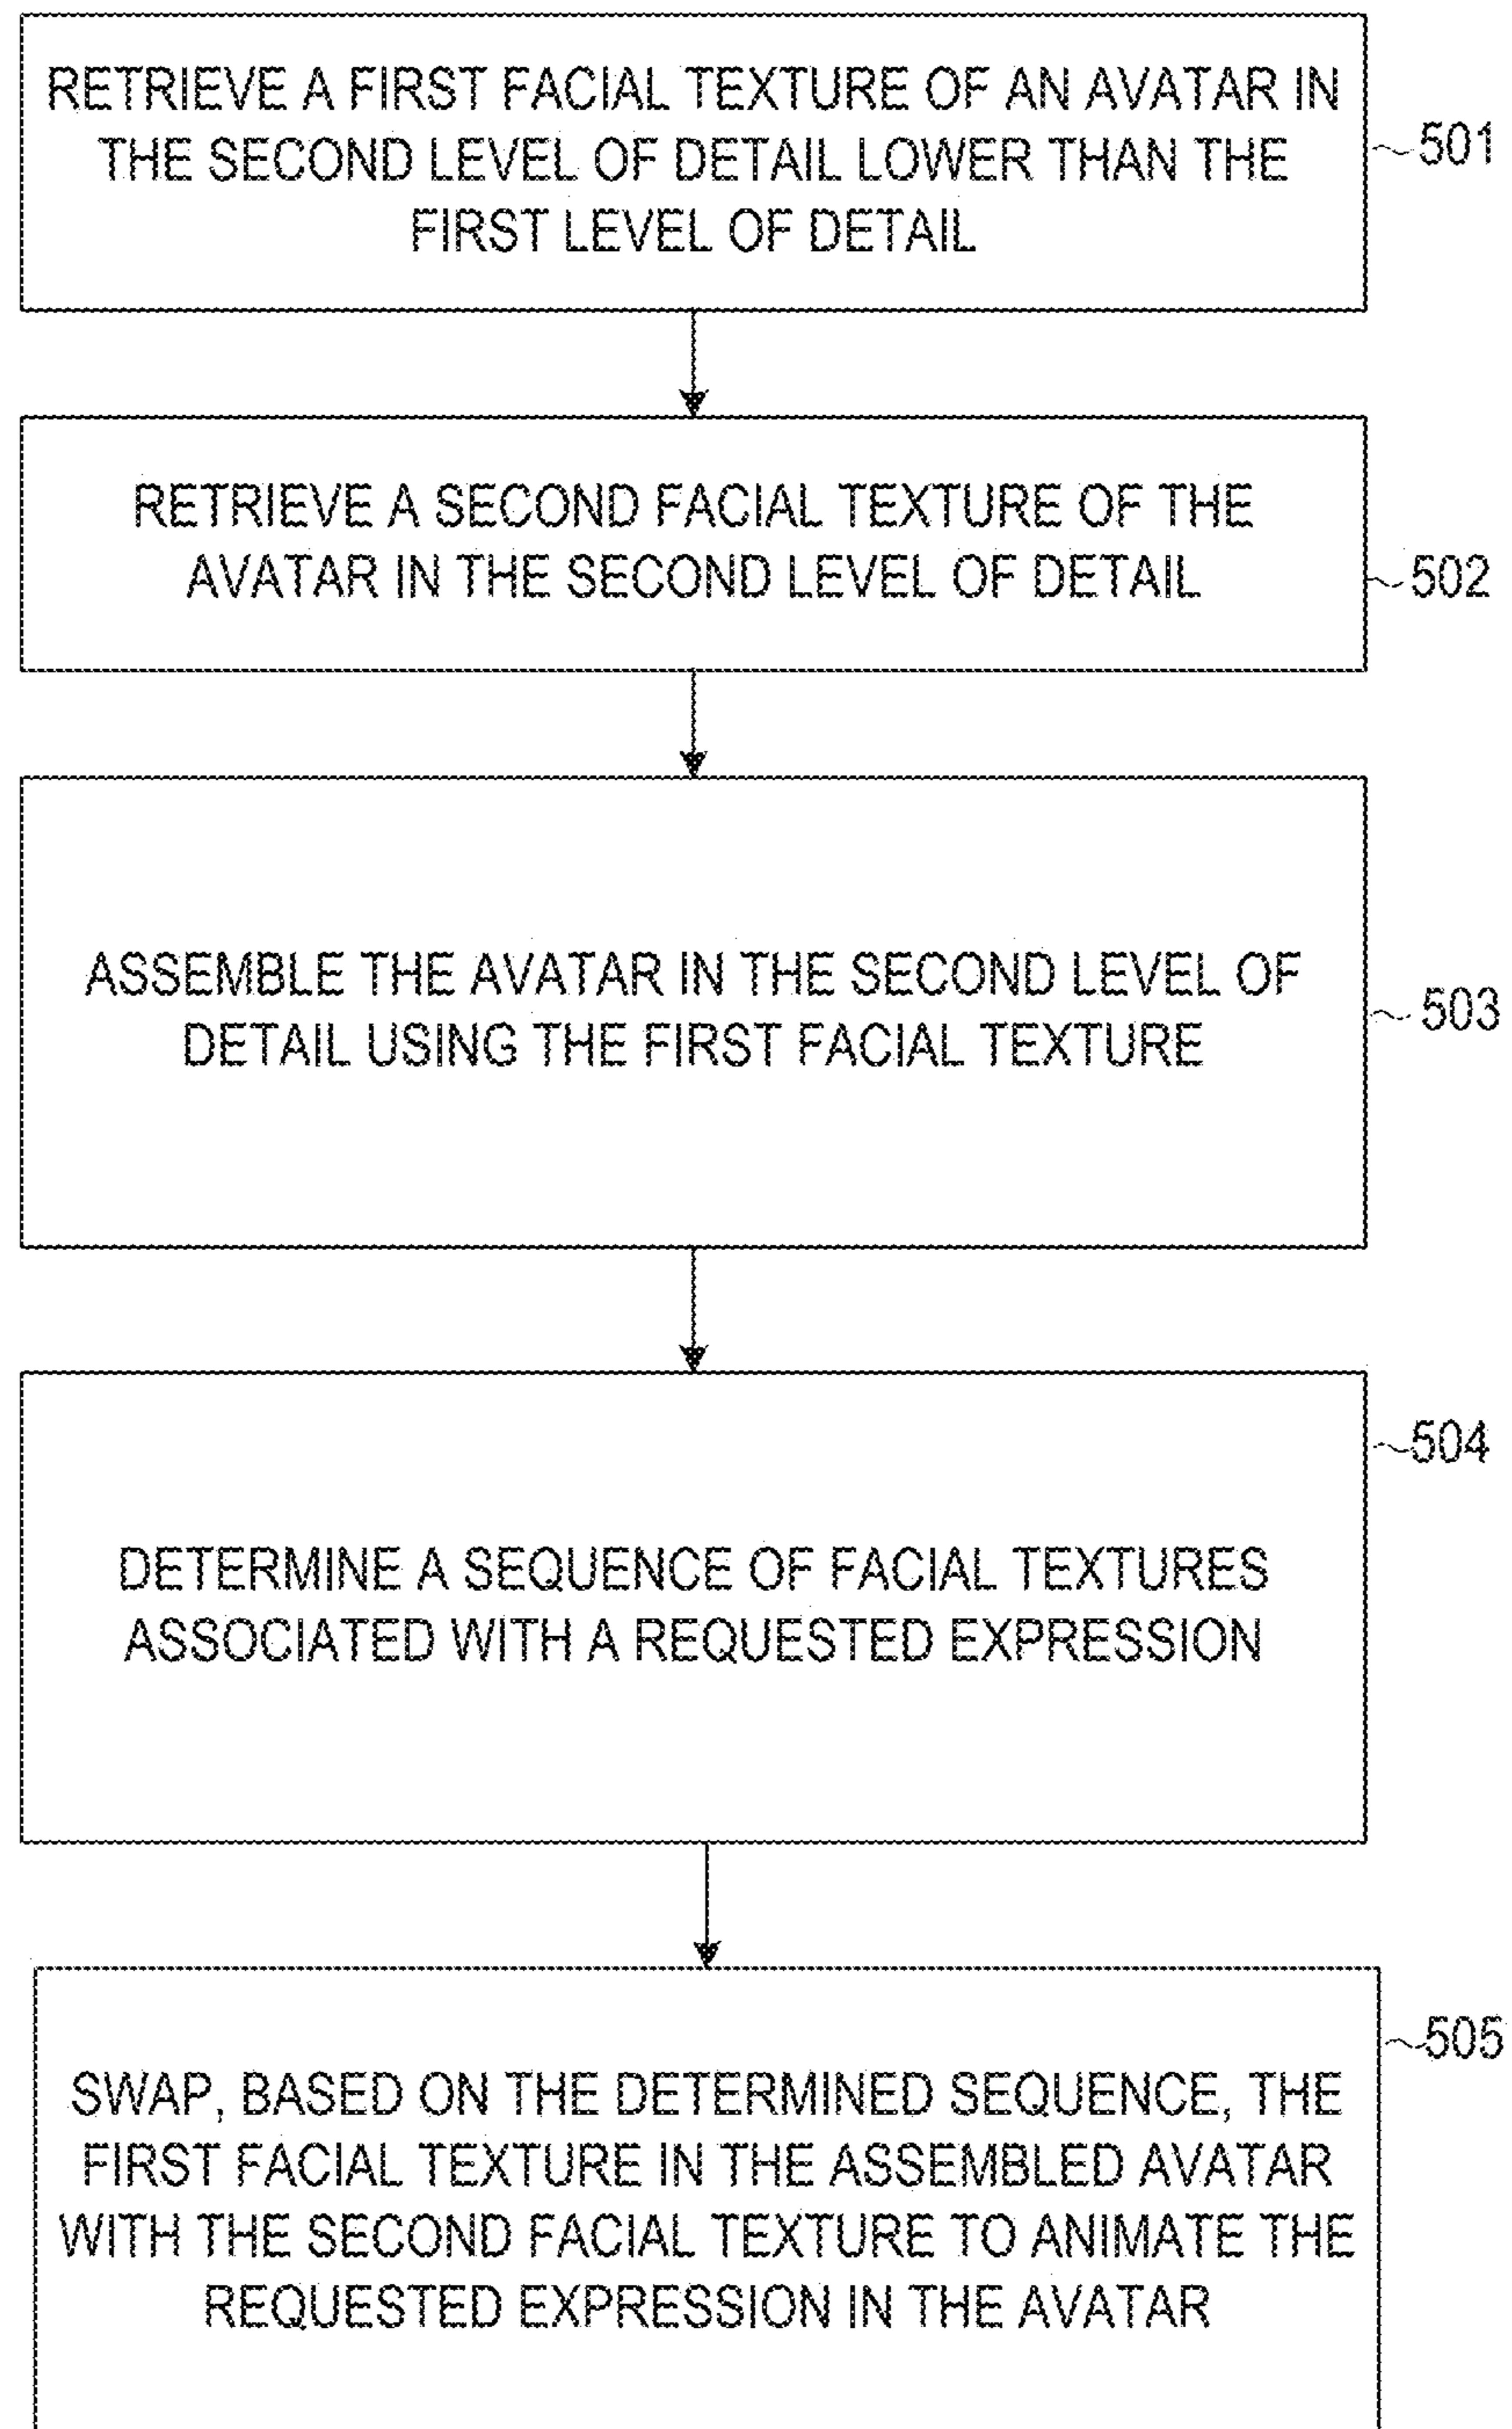 RETRIEVE A FIRST FACIAL TEXTURE OF AN AVATAR IN
THE SECOND LEVEL OF DETAIL LOWER THAN THE
FIRST LEVEL OF DETAIL
501
RETRIEVE A SECOND FACIAL TEXTURE OF THE
AVATAR IN THE SECOND LEVEL OF DETAIL
502
ASSEMBLE THE AVATAR IN THE SECOND LEVEL OF
DETAIL USING THE FIRST FACIAL TEXTURE
503
504
DETERMINE A SEQUENCE OF FACIAL TEXTURES
ASSOCIATED WITH A REQUESTED EXPRESSION
505
SWAP, BASED ON THE DETERMINED SEQUENCE, THE
FIRST FACIAL TEXTURE IN THE ASSEMBLED AVATAR
WITH THE SECOND FACIAL TEXTURE TO ANIMATE THE
REQUESTED EXPRESSION IN THE AVATAR